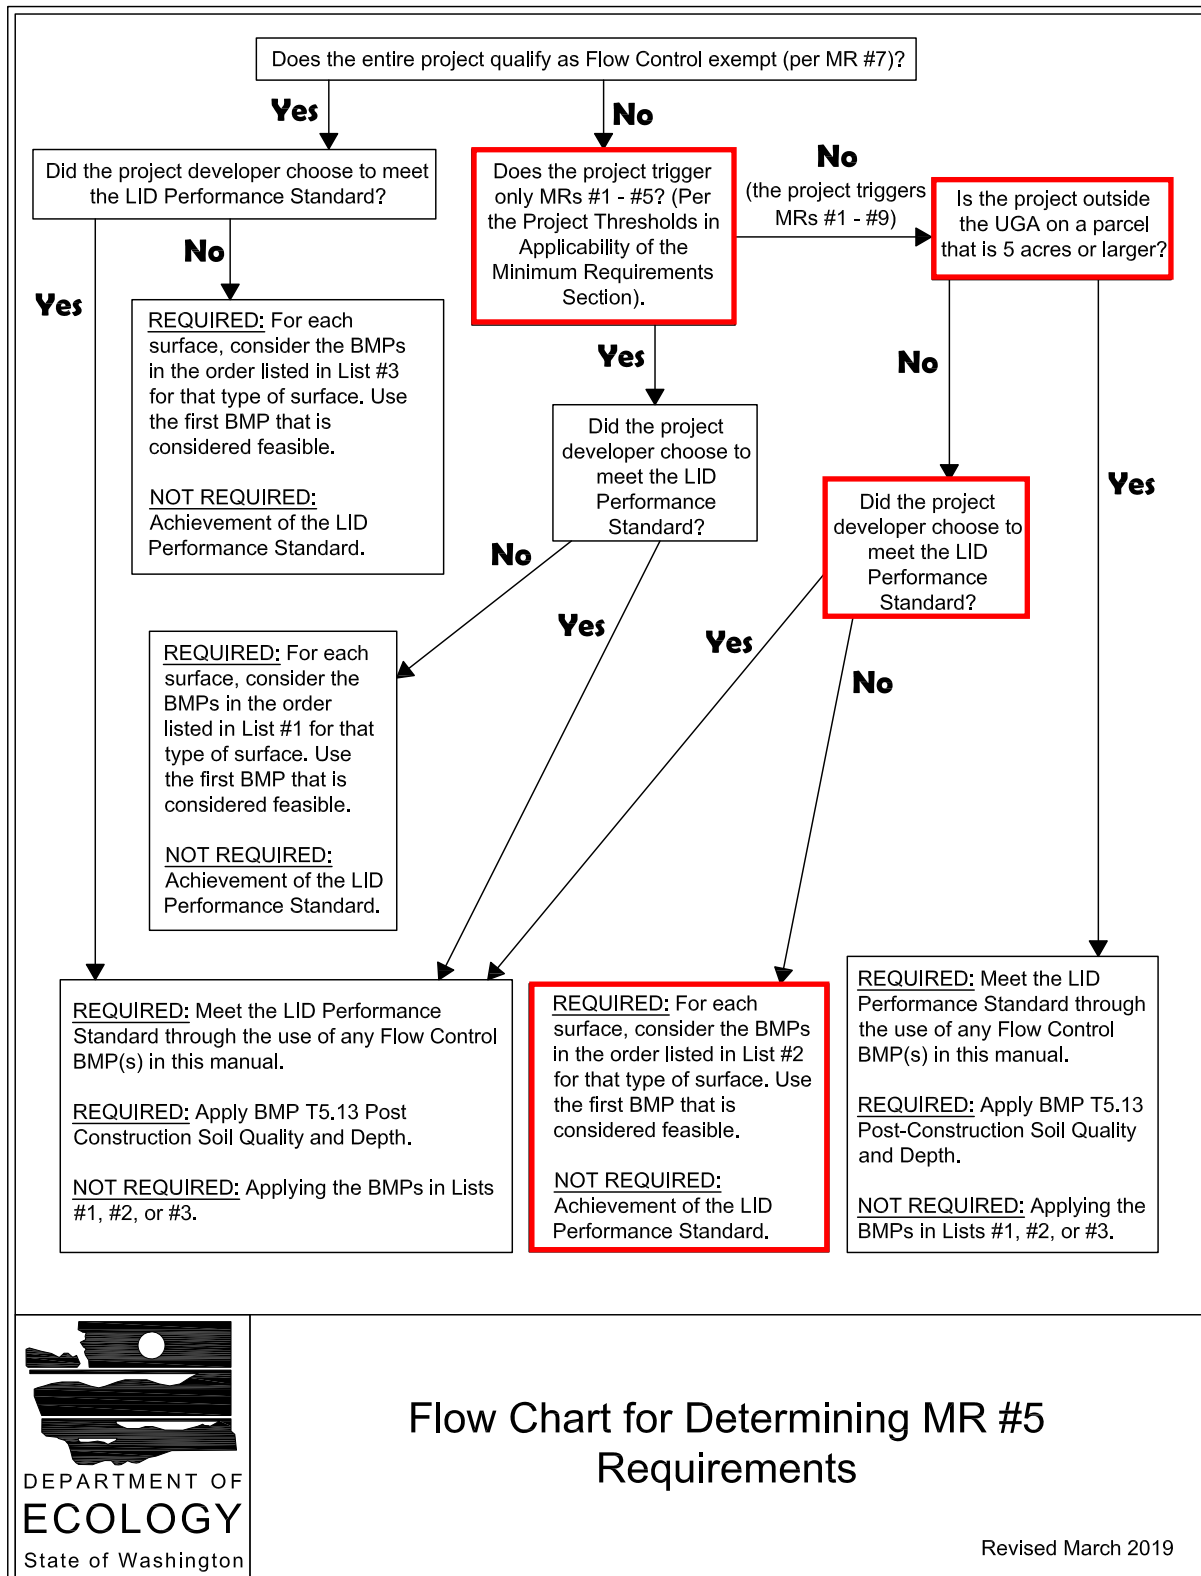 Does the entire project qualify as Flow Control exempt (per MR #7)?
Yes
No
Did the project developer choose to meet
the LID Performance Standard?
Does the project trigger
only MRs #1 - #5? (Per
the Project Thresholds in
Applicability of the
Minimum Requirements
Section).
No
(the project triggers
MRs #1 - #9)
Is the project outside
the UGA on a parcel
that is 5 acres or larger?
Yes
No
REQUIRED: For each
surface, consider the BMPs
in the order listed in List #3
for that type of surface. Use
the first BMP that is
considered feasible.
NOT REQUIRED:
Achievement of the LID
Performance Standard.
Yes
No
Yes
Did the project
developer choose to
meet the LID
Performance
Standard?
Did the project
developer choose to
meet the LID
Performance
Standard?
No
Yes
Yes
No
REQUIRED: For each
surface, consider the
BMPs in the order
listed in List #1 for that
type of surface. Use
the first BMP that is
considered feasible.
NOT REQUIRED:
Achievement of the LID
Performance Standard.
REQUIRED: Meet the LID Performance
Standard through the use of any Flow Control
BMP(s) in this manual.
REQUIRED: Apply BMP T5.13 Post
Construction Soil Quality and Depth.
NOT REQUIRED: Applying the BMPs in Lists
#1, #2, or #3.
REQUIRED: For each
surface, consider the BMPs
in the order listed in List #2
for that type of surface. Use
the first BMP that is
considered feasible.
NOT REQUIRED:
Achievement of the LID
Performance Standard.
REQUIRED: Meet the LID
Performance Standard through
the use of any Flow Control
BMP(s) in this manual.
REQUIRED: Apply BMP T5.13
Post-Construction Soil Quality
and Depth.
NOT REQUIRED: Applying the
BMPs in Lists #1, #2, or #3.
DEPARTMENT OF
ECOLOGY
State of Washington
Flow Chart for Determining MR #5
Requirements
Revised March 2019